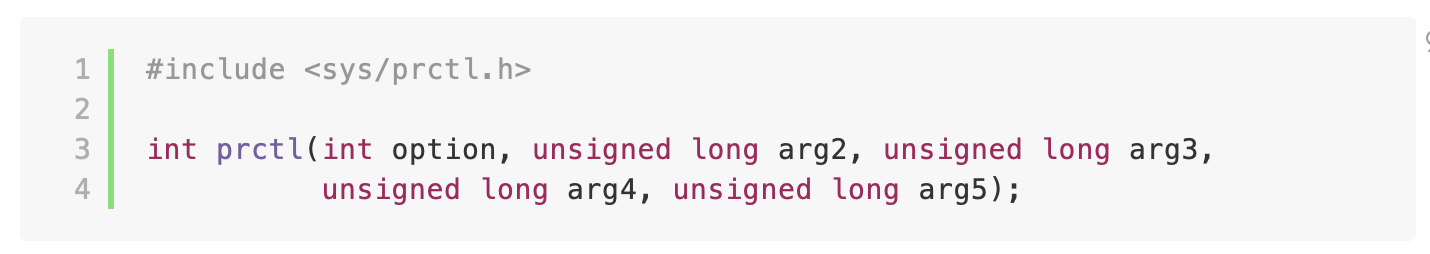 1 #include <sys/prctl.h>
2
3 int prctl(int option, unsigned long arg2, unsigned long arg3,
4 unsigned long arg4, unsigned long arg5);